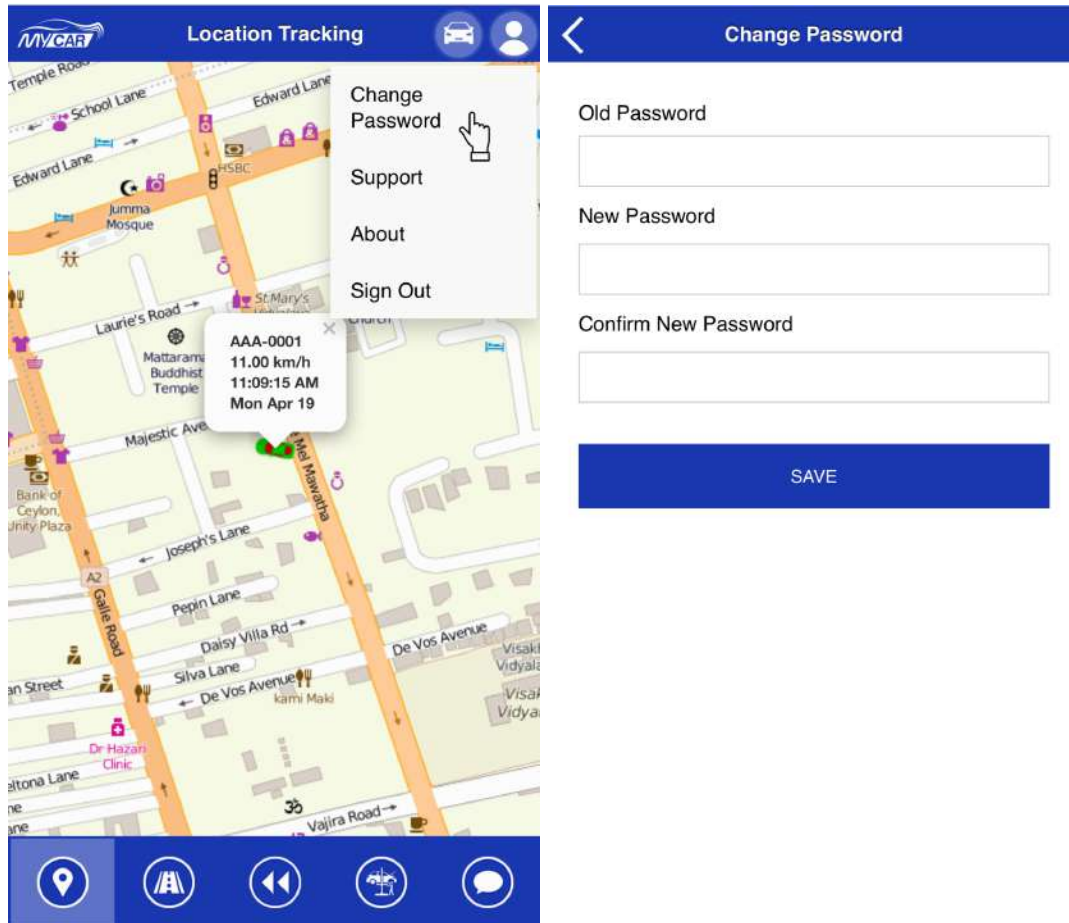 MY CAR
Location Tracking
Temple Road
School Lane
Edward Lane
Edward Lane
HSBC
Jumma
Mosque
Change
Password
Support
About
Sign Out
St.Mary's
Church
Laurie's Road
Mattarama
Buddhist
Temple
AAA-0001
11.00 km/h
11:09:15 AM
Mon Apr 19
×
Majestic Ave
Mel Mawatha
Bank of
Ceylon,
Unity Plaza
Joseph's Lane
A2
Galle Road
Pepin Lane
Daisy Villa Rd
De Vos Avenue
Silva Lane
De Vos Avenue
kami Maki
an Street
Visak
Vidyala
Visak
Vidya
Dr Hazari
Clinic
eltona Lane
ne
ane
Vajira Road
Change Password
Old Password
New Password
Confirm New Password
SAVE